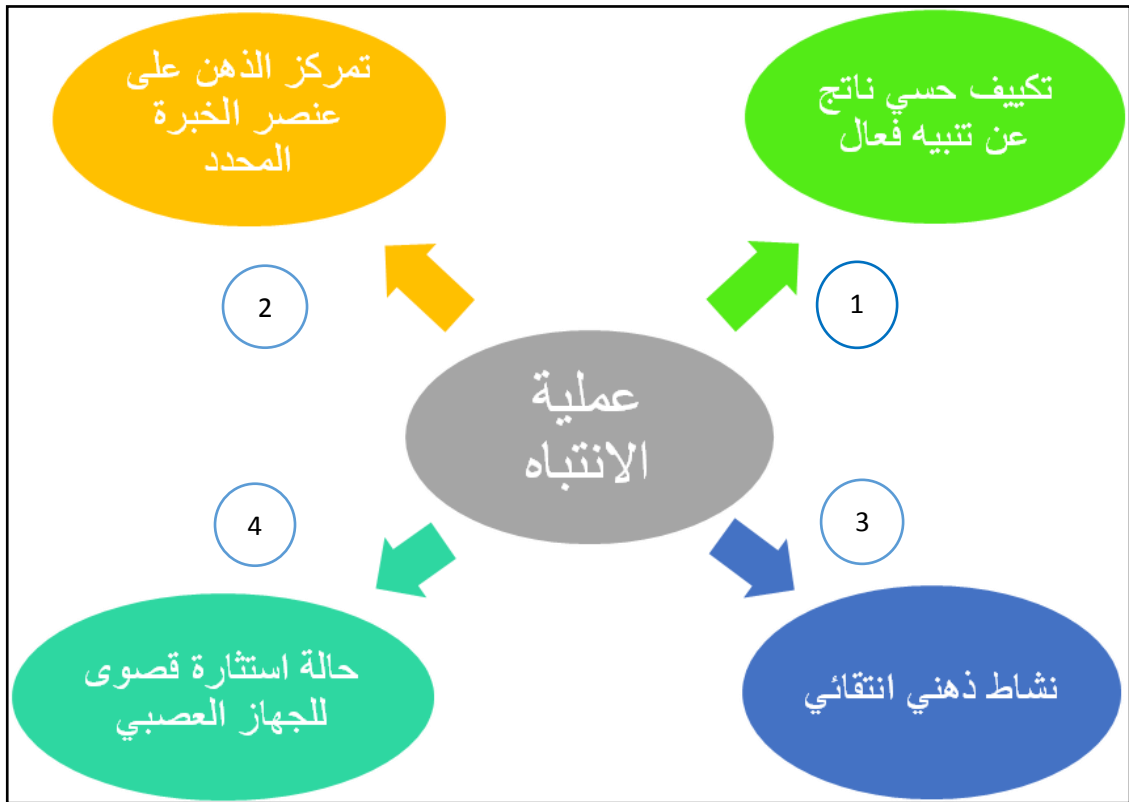 تكييف حسي ناتج
عن تنبيه فعال
1
تمركز الذهن على
عنصر الخبرة
المحدد
2
عملية
الانتباه
3
نشاط ذهني انتقائي
4
حالة استثارة قصوى
للجهاز العصبي